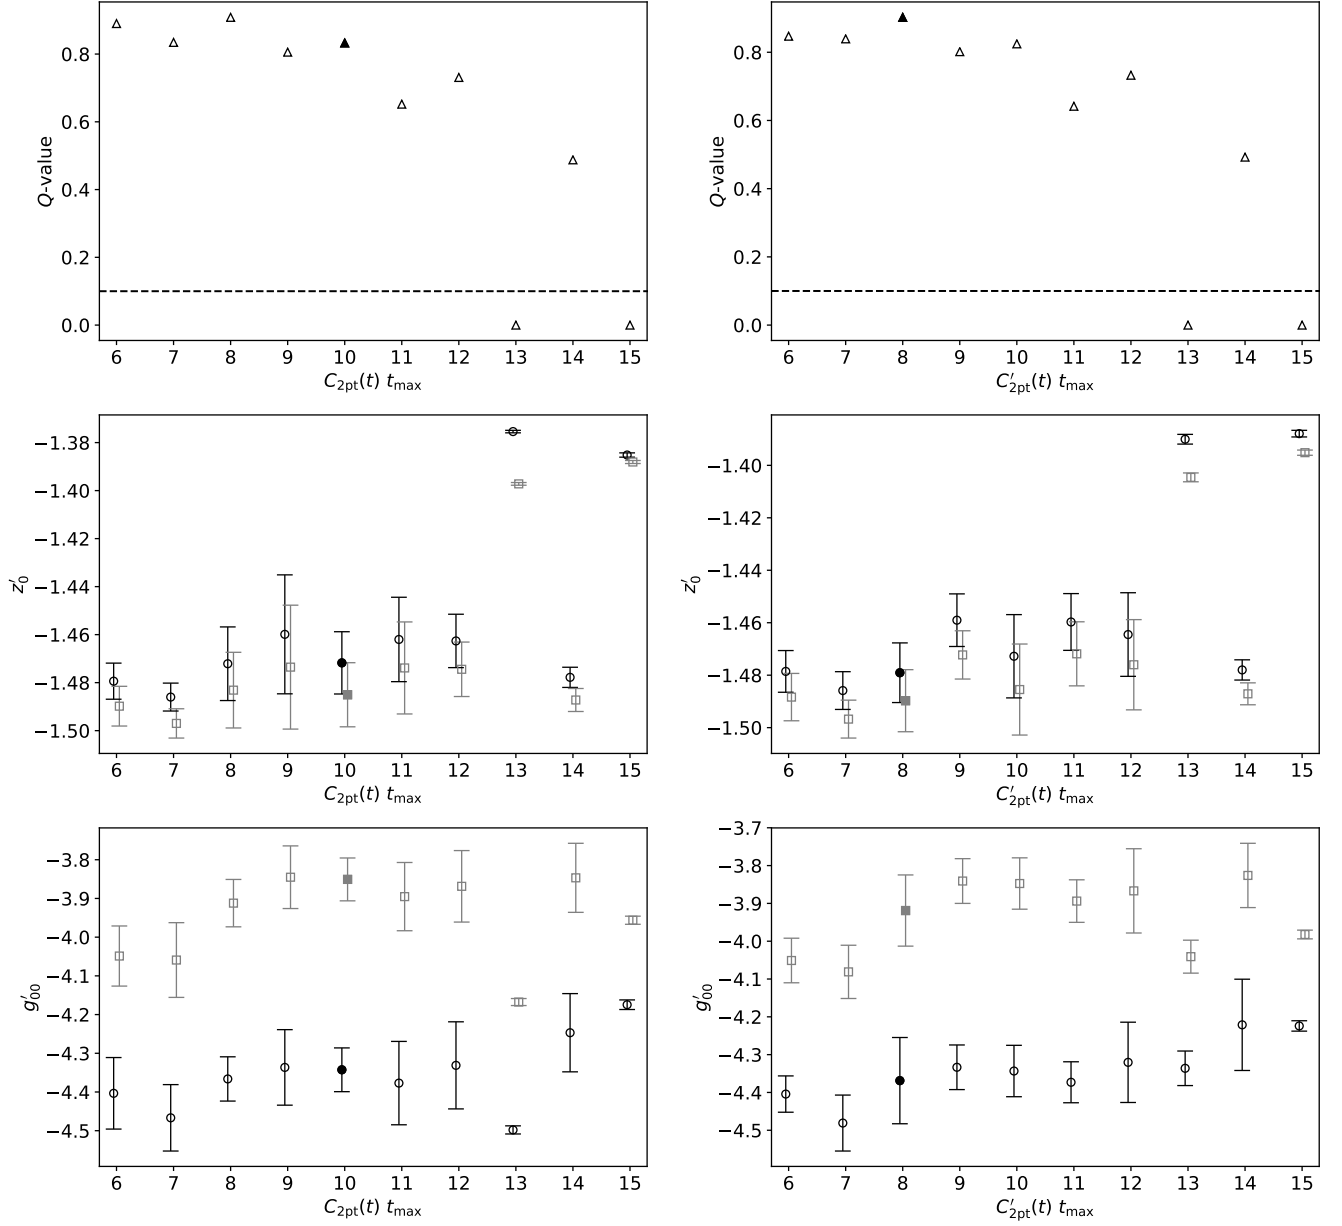 Q-value
0.8
0.6
0.4
0.2
0.0
6 7 8 9 10 11 12 13 14 15
C₂ₚₜ(t) tₘₐₓ
Q-value
0.8
0.6
0.4
0.2
0.0
6 7 8 9 10 11 12 13 14 15
C′₂ₚₜ(t) tₘₐₓ
z′₀
−1.38
−1.40
−1.42
−1.44
−1.46
−1.48
−1.50
6 7 8 9 10 11 12 13 14 15
C₂ₚₜ(t) tₘₐₓ
z′₀
−1.40
−1.42
−1.44
−1.46
−1.48
−1.50
6 7 8 9 10 11 12 13 14 15
C′₂ₚₜ(t) tₘₐₓ
g′₀₀
−3.8
−3.9
−4.0
−4.1
−4.2
−4.3
−4.4
−4.5
6 7 8 9 10 11 12 13 14 15
C₂ₚₜ(t) tₘₐₓ
g′₀₀
−3.7
−3.8
−3.9
−4.0
−4.1
−4.2
−4.3
−4.4
−4.5
6 7 8 9 10 11 12 13 14 15
C′₂ₚₜ(t) tₘₐₓ